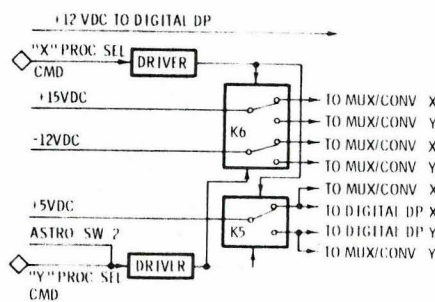 +12 VDC TO DIGITAL DP
"X" PROC SEL
CMD
DRIVER
+15VDC
-12VDC
K6
TO MUX/CONV X
TO MUX/CONV Y
TO MUX/CONV X
TO MUX/CONV Y
TO MUX/CONV X
+5VDC
K5
TO DIGITAL DP X
TO DIGITAL DP Y
TO MUX/CONV Y
ASTRO SW 2
"Y" PROC SEL
CMD
DRIVER